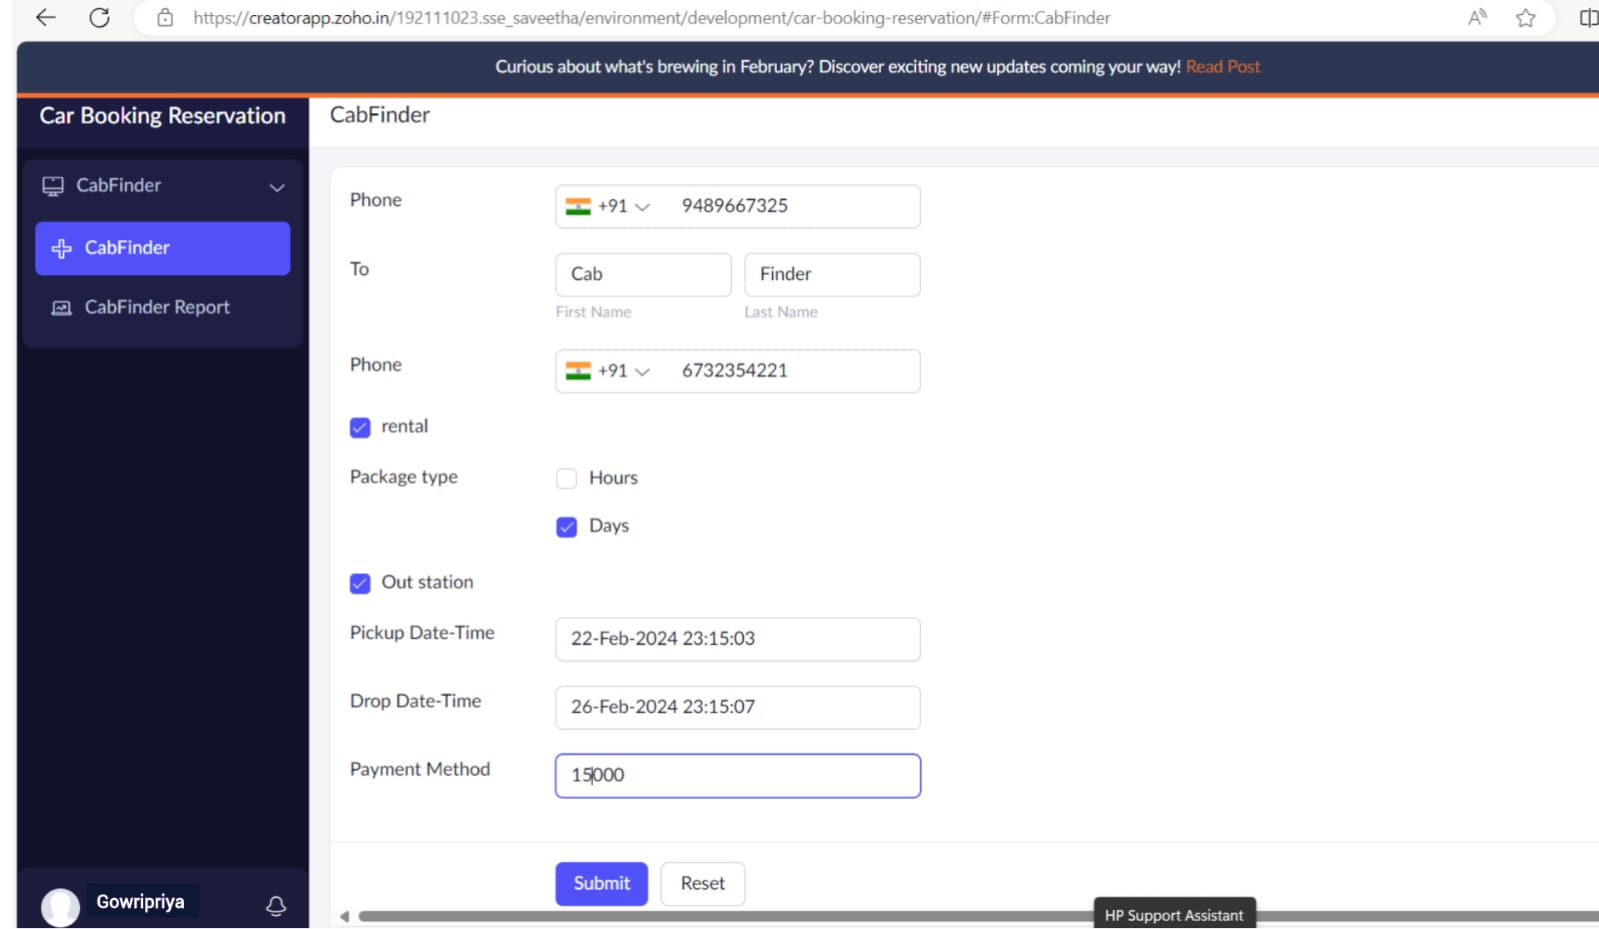 https://creatorapp.zoho.in/192111023.sse_saveetha/environment/development/car-booking-reservation/#Form:CabFinder
Curious about what's brewing in February? Discover exciting new updates coming your way! Read Post
Car Booking Reservation
CabFinder
CabFinder
CabFinder
CabFinder Report
Phone
+91 9489667325
To
Cab Finder
First Name Last Name
Phone
+91 6732354221
rental
Package type
Hours
Days
Out station
Pickup Date-Time
22-Feb-2024 23:15:03
Drop Date-Time
26-Feb-2024 23:15:07
Payment Method
15000
Submit Reset
Gowripriya
HP Support Assistant